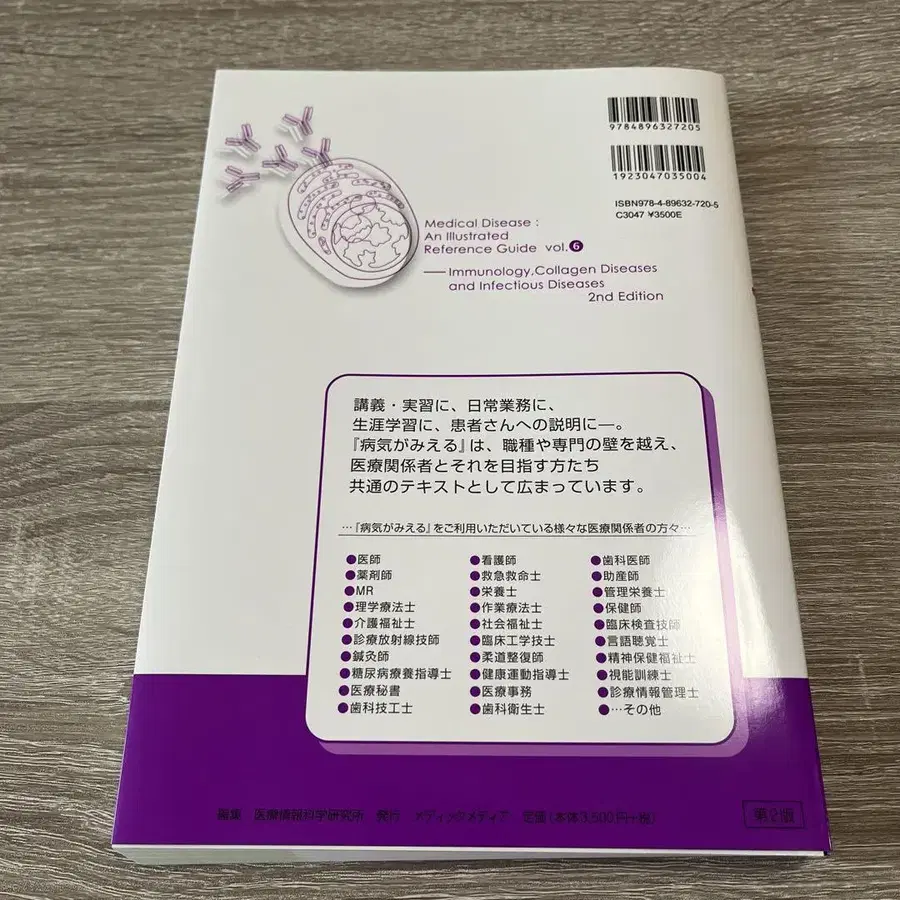 9784896327205
1923047035004
ISBN978-4-89632-720-5
C3047 ¥3500E
Medical Disease :
An Illustrated
Reference Guide vol.❻
Immunology,Collagen Diseases
and Infectious Diseases
2nd Edition
講義・実習に、日常業務に、
生涯学習に、患者さんへの説明に―。
『病気がみえる』は、職種や専門の壁を越え、
医療関係者とそれを目指す方たち
共通のテキストとして広まっています。
…『病気がみえる』をご利用いただいている様々な医療関係者の方々…
●医師 ●看護師 ●歯科医師
●薬剤師 ●救急救命士 ●助産師
●MR ●栄養士 ●管理栄養士
●理学療法士 ●作業療法士 ●保健師
●介護福祉士 ●社会福祉士 ●臨床検査技師
●診療放射線技師 ●臨床工学技士 ●言語聴覚士
●鍼灸師 ●柔道整復師 ●精神保健福祉士
●糖尿病療養指導士 ●健康運動指導士 ●視能訓練士
●医療秘書 ●医療事務 ●診療情報管理士
●歯科技工士 ●歯科衛生士 ●…その他
編集 医療情報科学研究所 発行 メディックメディア 定価（本体3,500円+税）
第2版